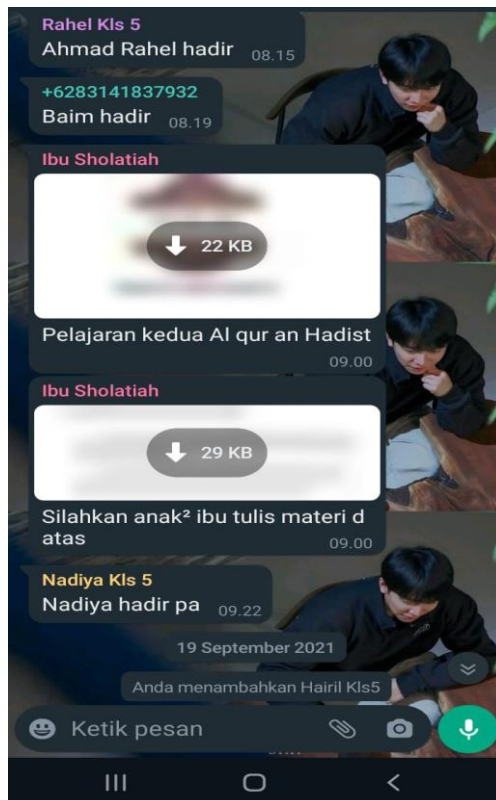 Rahel Kls 5
Ahmad Rahel hadir 08.15
+6283141837932
Baim hadir 08.19
Ibu Sholatiah
22 KB
Pelajaran kedua Al qur an Hadist
09.00
Ibu Sholatiah
29 KB
Silahkan anak² ibu tulis materi d
atas 09.00
Nadiya Kls 5
Nadiya hadir pa 09.22
19 September 2021
Anda menambahkan Hairil Kls5
Ketik pesan